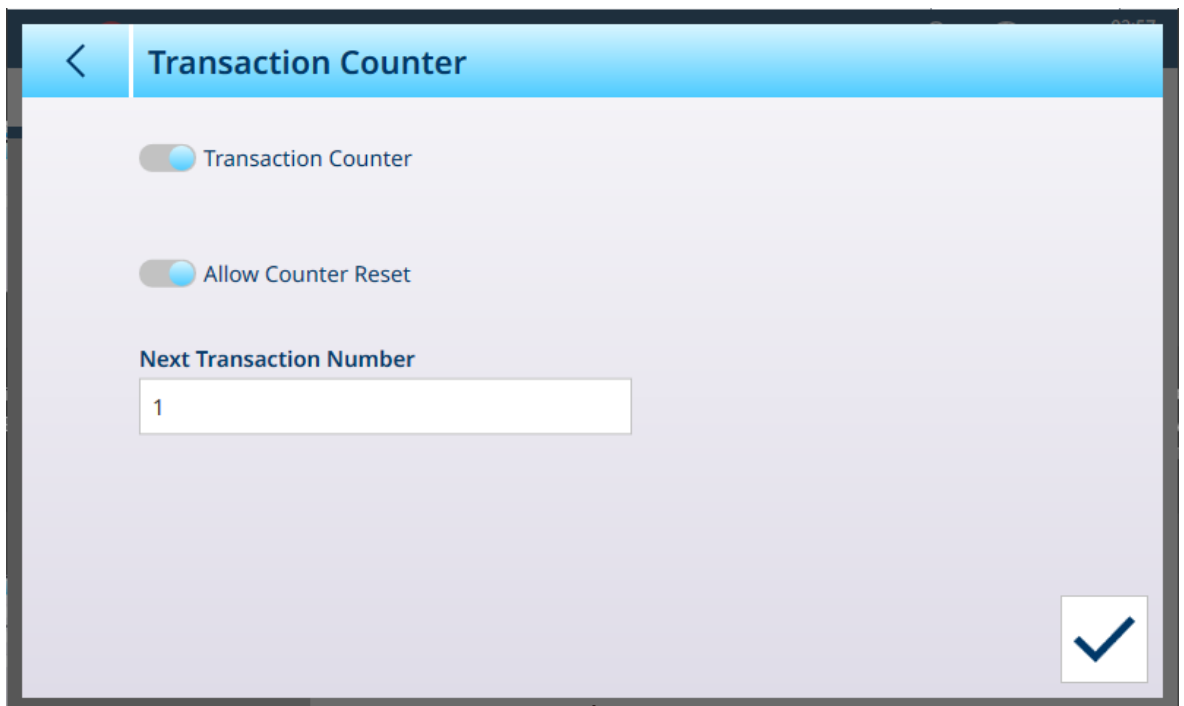 Transaction Counter
Transaction Counter
Allow Counter Reset
Next Transaction Number
1